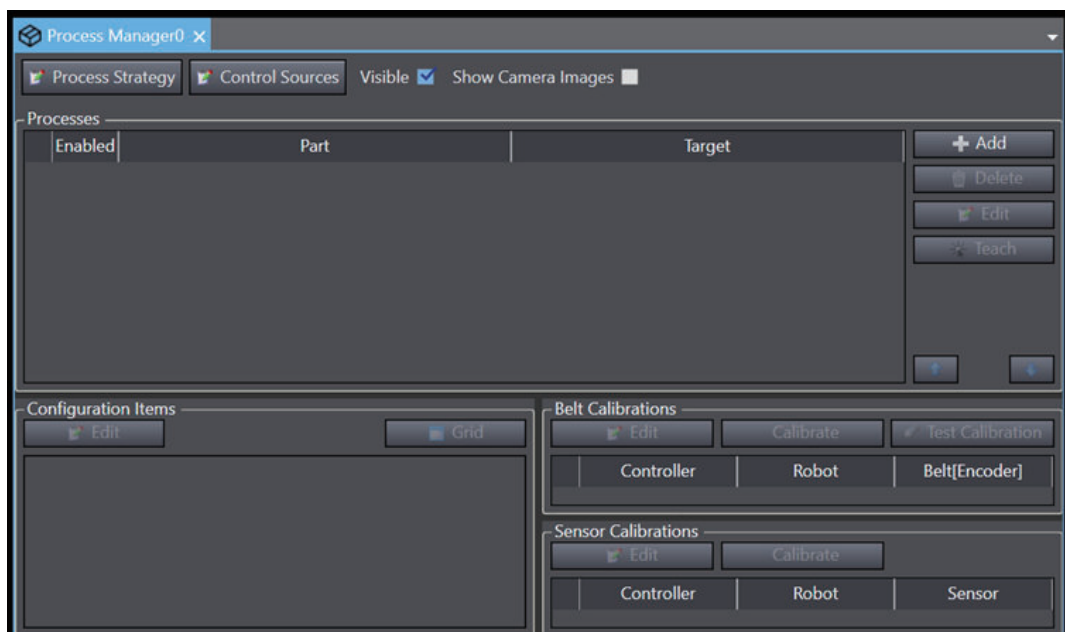 Process Manager0
Process Strategy Control Sources Visible Show Camera Images
Processes
Enabled Part Target
Add
Delete
Edit
Teach
Configuration Items
Edit Grid
Belt Calibrations
Edit Calibrate Test Calibration
Controller Robot Belt[Encoder]
Sensor Calibrations
Edit Calibrate
Controller Robot Sensor